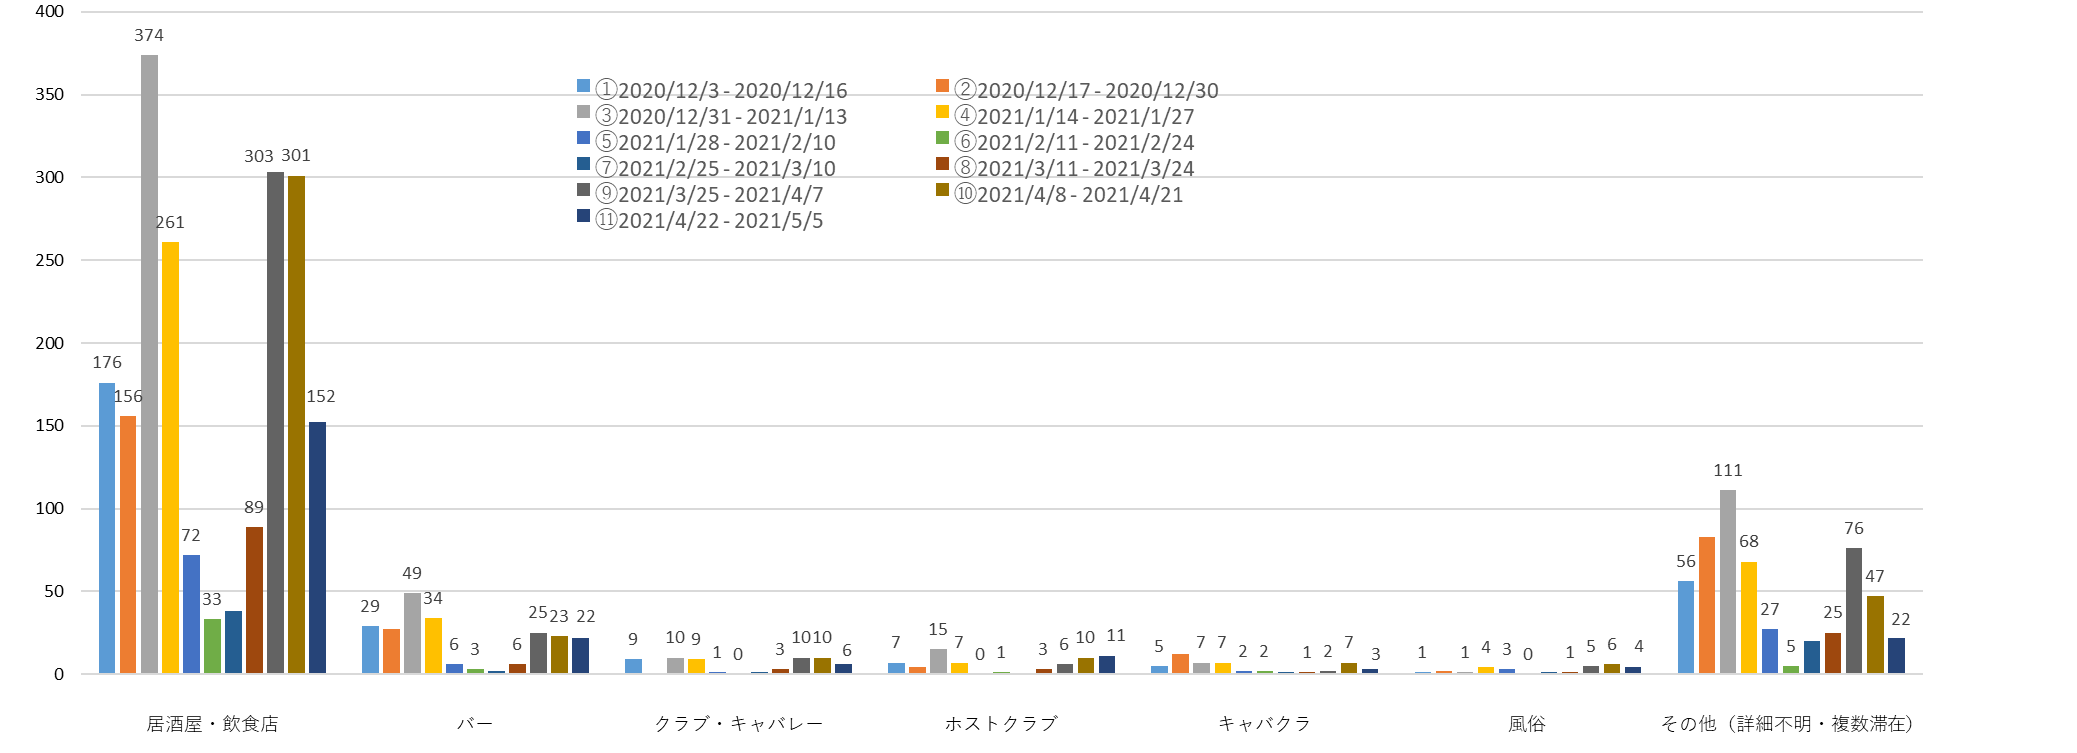 400
350
300
250
200
150
100
50
0
①2020/12/3 - 2020/12/16
②2020/12/17 - 2020/12/30
③2020/12/31 - 2021/1/13
④2021/1/14 - 2021/1/27
⑤2021/1/28 - 2021/2/10
⑥2021/2/11 - 2021/2/24
⑦2021/2/25 - 2021/3/10
⑧2021/3/11 - 2021/3/24
⑨2021/3/25 - 2021/4/7
⑩2021/4/8 - 2021/4/21
⑪2021/4/22 - 2021/5/5
176 156 374 261 72 33 89 303 301 152
29 49 34 6 3 6 25 23 22
9 10 9 1 0 3 10 10 6
7 15 7 0 1 3 6 10 11
5 7 7 2 2 1 2 7 3
1 1 4 3 0 1 5 6 4
56 111 68 27 5 25 76 47 22
居酒屋・飲食店 バー クラブ・キャバレー ホストクラブ キャバクラ 風俗 その他（詳細不明・複数滞在）